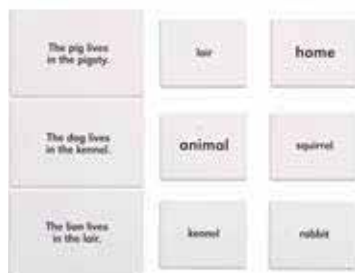 The pig lives
in the pigsty.
lair
home
The dog lives
in the kennel.
animal
squirrel
The lion lives
in the lair.
kennel
rabbit